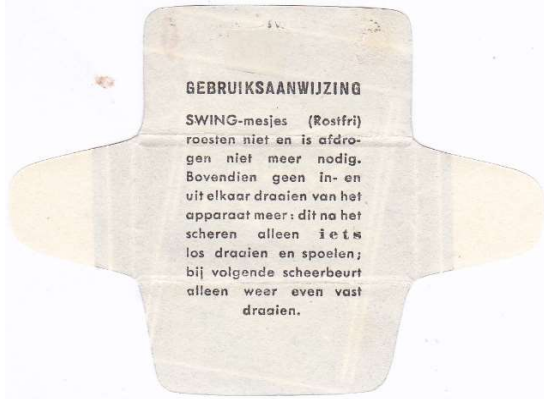 GEBRUIKSAANWIJZING
SWING-mesjes (Rostfri)
roesten niet en is afdro-
gen niet meer nodig.
Bovendien geen in- en
uit elkaar draaien van het
apparaat meer: dit na het
scheren alleen iets
los draaien en spoelen;
bij volgende scheerbeurt
alleen weer even vast
draaien.